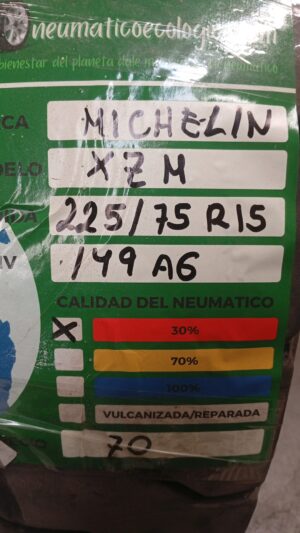 neumaticoecologi
bienestar del planeta
CA MICHELIN
DELO XZM
DA 225/75 R15
IV 149 A6
CALIDAD DEL NEUMATICO
X 30%
70%
100%
VULCANIZADA/REPARADA
70